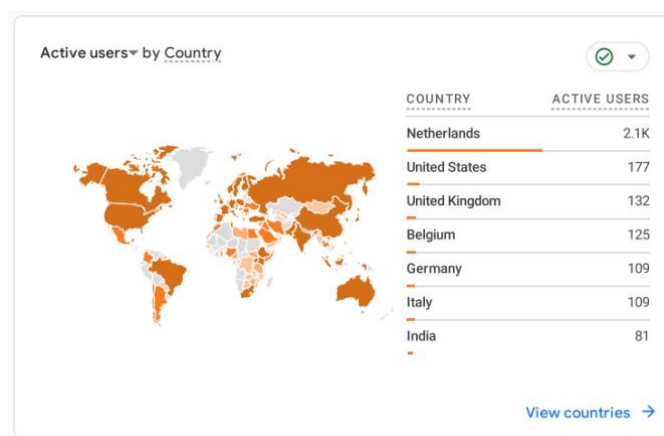 Active users by Country
COUNTRY ACTIVE USERS
Netherlands 2.1K
United States 177
United Kingdom 132
Belgium 125
Germany 109
Italy 109
India 81
View countries